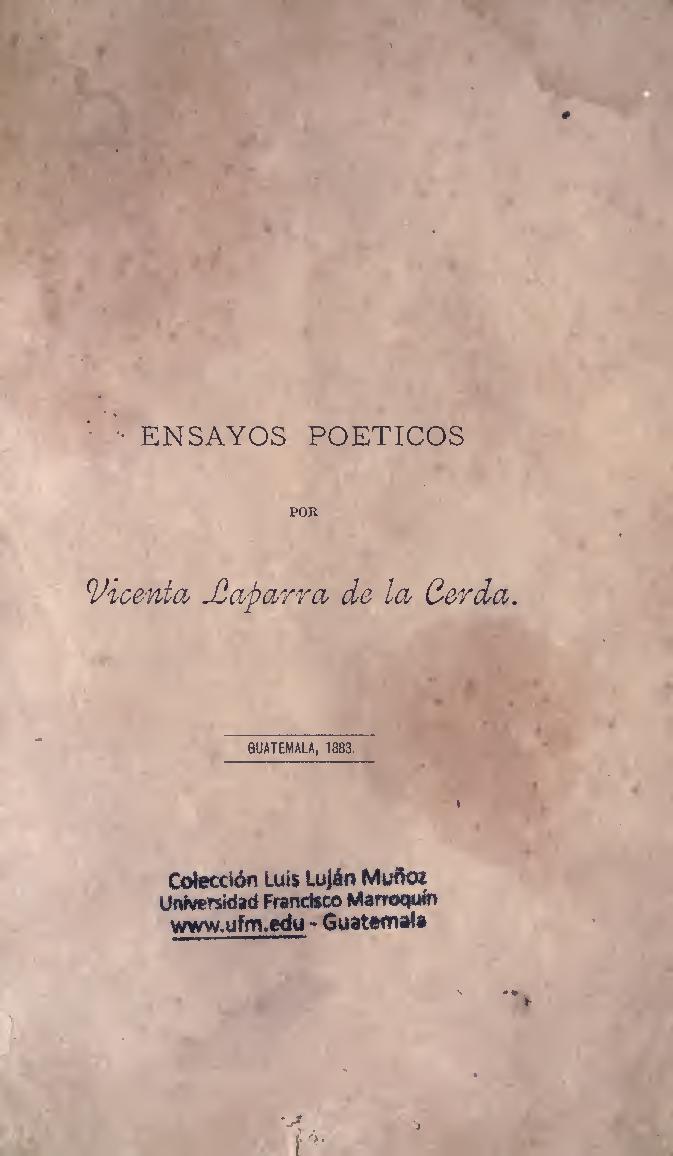 ENSAYOS POETICOS
POR
Vicenta Laparra de la Cerda.
GUATEMALA, 1883.
Colección Luis Luján Muñoz
Universidad Francisco Marroquín
www.ufm.edu - Guatemala